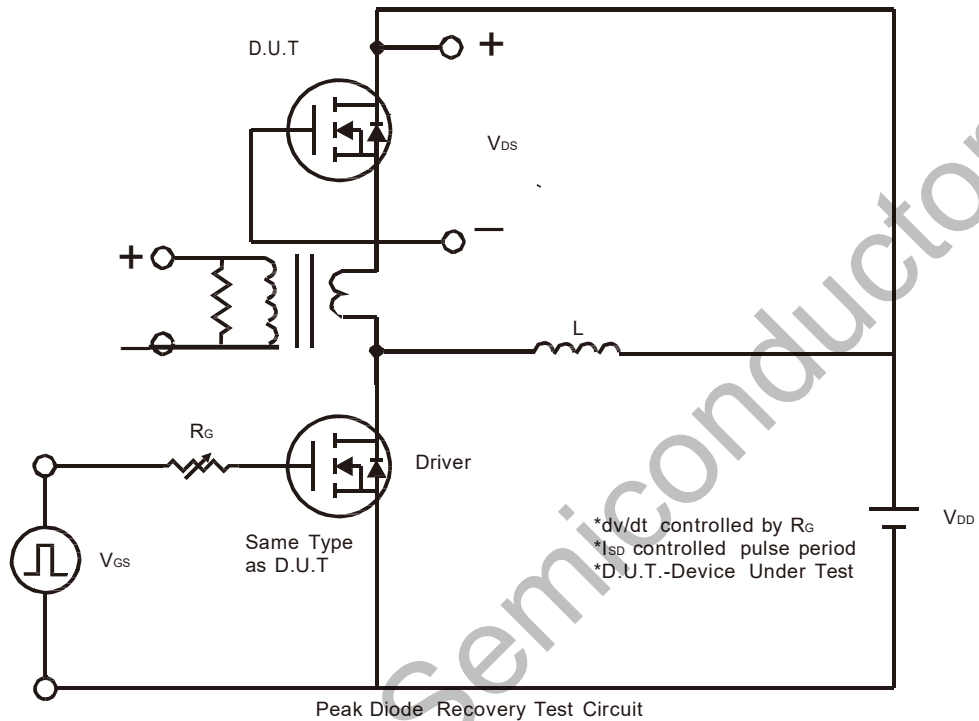 D.U.T
+
VDS
−
+
−
L
RG
Driver
VGS
Same Type
as D.U.T
*dv/dt controlled by RG
*ISD controlled pulse period
*D.U.T.-Device Under Test
VDD
Semiconductor
Peak Diode Recovery Test Circuit